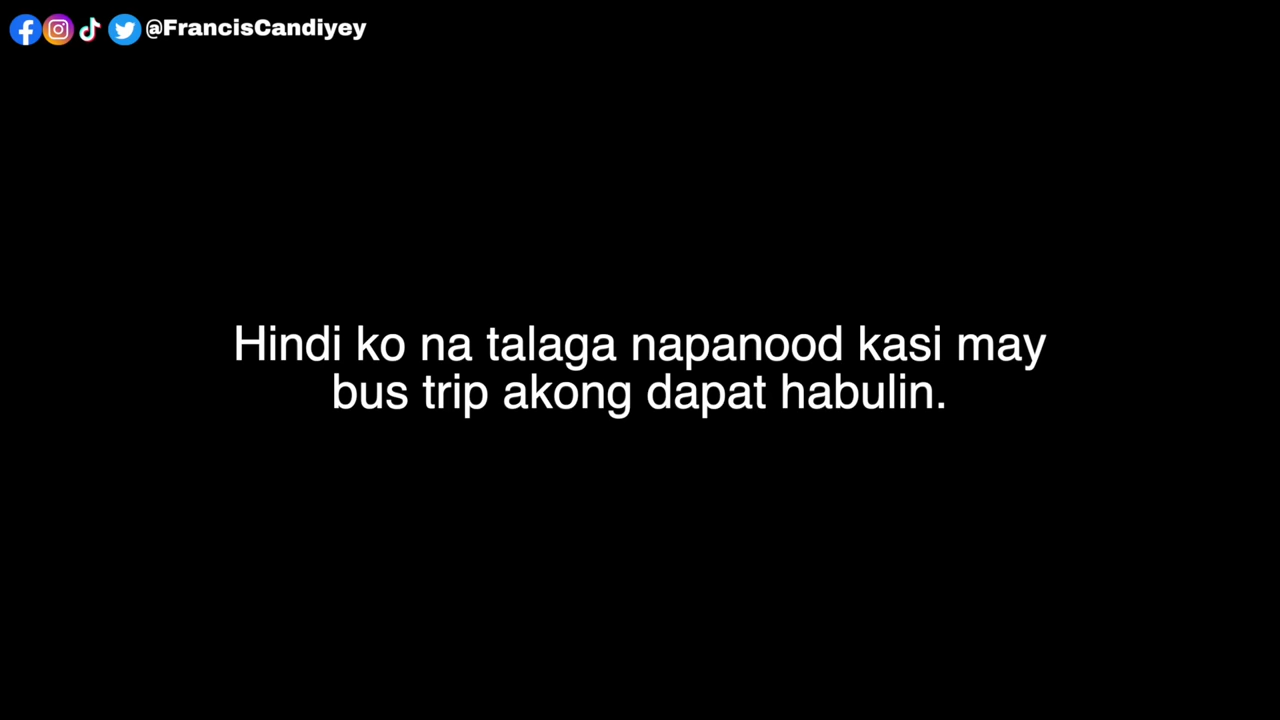 @FrancisCandiyey
Hindi ko na talaga napanood kasi may
bus trip akong dapat habulin.